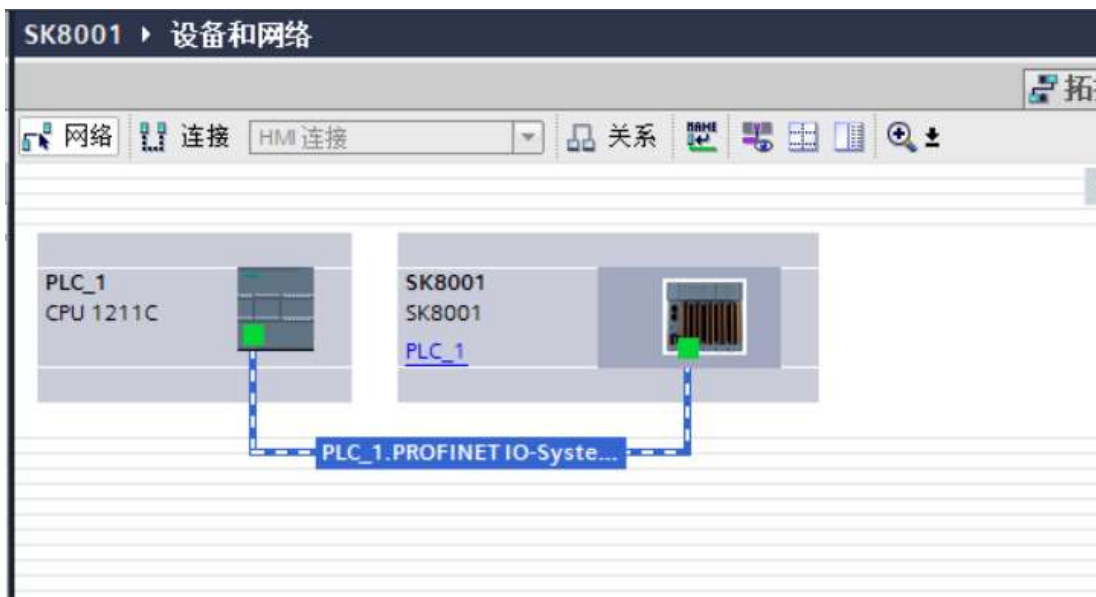 SK8001 ▸ 设备和网络
网络 连接 HMI 连接 关系
PLC_1
CPU 1211C
SK8001
SK8001
PLC_1
PLC_1.PROFINET IO-Syste...